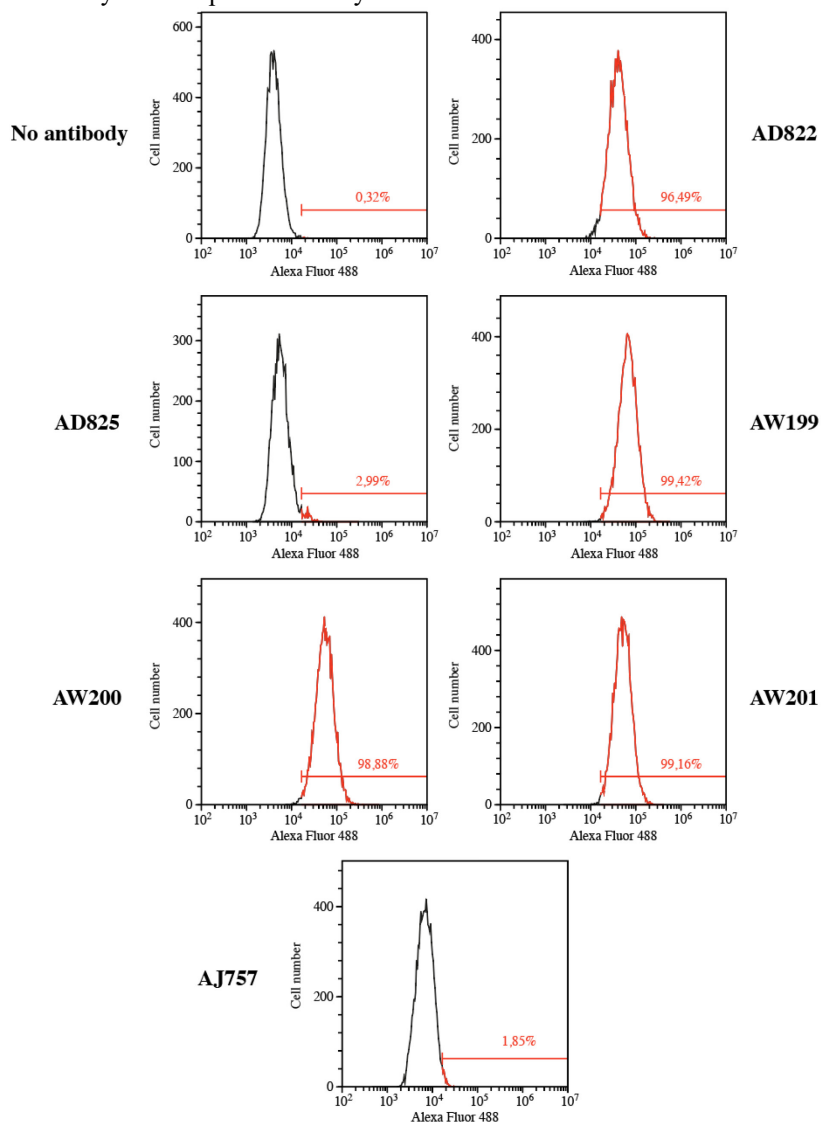 No antibody
600
400
200
0
Cell number
0,32%
10² 10³ 10⁴ 10⁵ 10⁶ 10⁷
Alexa Fluor 488
AD822
400
200
0
Cell number
96,49%
10² 10³ 10⁴ 10⁵ 10⁶ 10⁷
Alexa Fluor 488
AD825
300
200
100
0
Cell number
2,99%
10² 10³ 10⁴ 10⁵ 10⁶ 10⁷
Alexa Fluor 488
AW199
400
200
0
Cell number
99,42%
10² 10³ 10⁴ 10⁵ 10⁶ 10⁷
Alexa Fluor 488
AW200
400
200
0
Cell number
98,88%
10² 10³ 10⁴ 10⁵ 10⁶ 10⁷
Alexa Fluor 488
AW201
400
200
0
Cell number
99,16%
10² 10³ 10⁴ 10⁵ 10⁶ 10⁷
Alexa Fluor 488
AJ757
400
200
0
Cell number
1,85%
10² 10³ 10⁴ 10⁵ 10⁶ 10⁷
Alexa Fluor 488